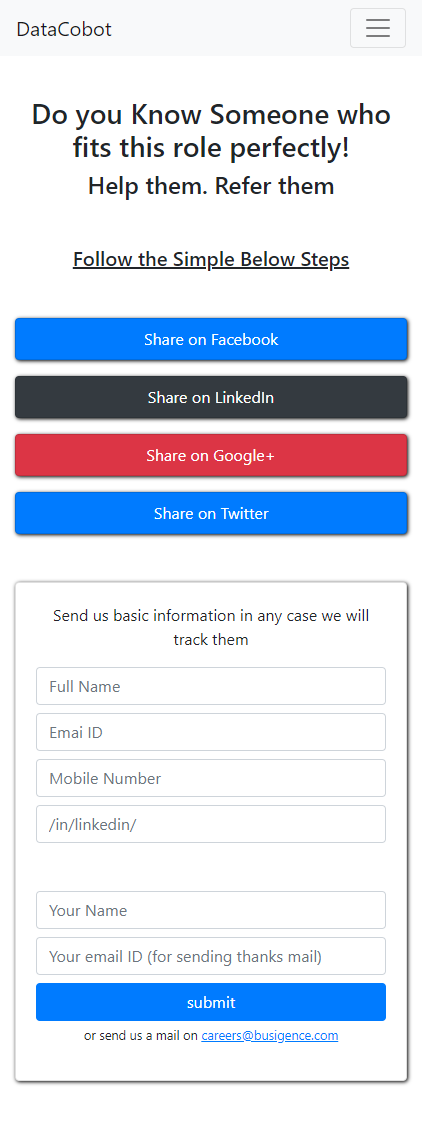 DataCobot
Do you Know Someone who
fits this role perfectly!
Help them. Refer them
Follow the Simple Below Steps
Share on Facebook
Share on LinkedIn
Share on Google+
Share on Twitter
Send us basic information in any case we will
track them
Full Name
Emai ID
Mobile Number
/in/linkedin/
Your Name
Your email ID (for sending thanks mail)
submit
or send us a mail on careers@busigence.com